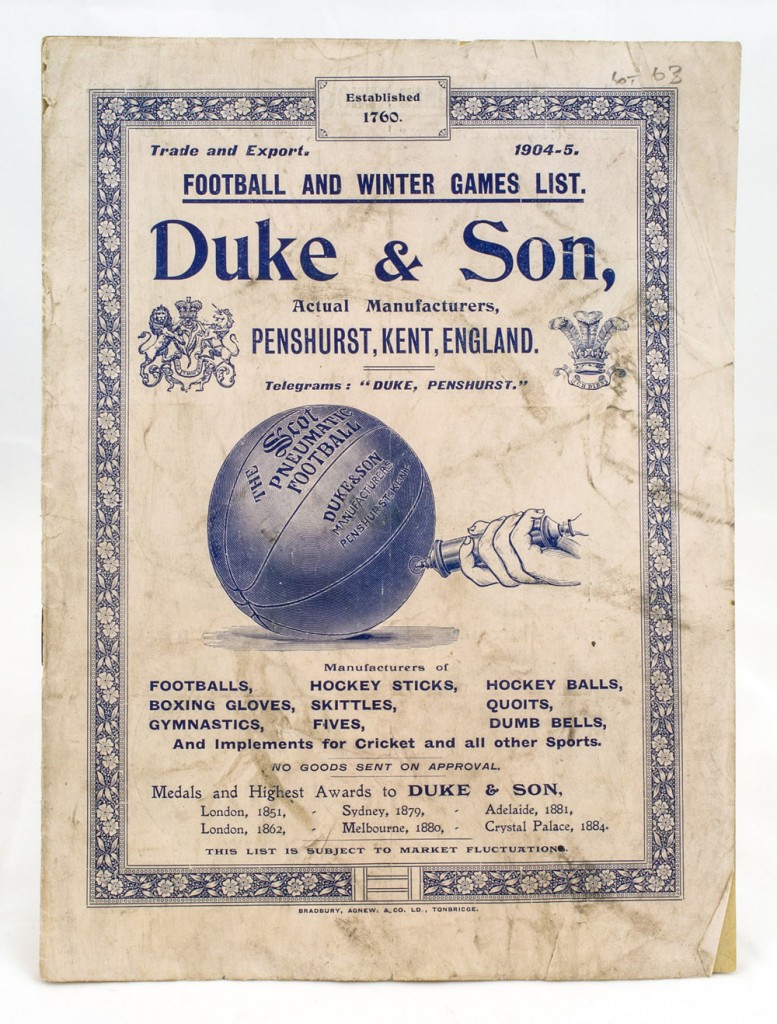 63
Established
1760.
Trade and Export. 1904-5.
FOOTBALL AND WINTER GAMES LIST.
Duke & Son,
Actual Manufacturers,
PENSHURST, KENT, ENGLAND.
Telegrams: "DUKE, PENSHURST."
THE Scot
PNEUMATIC
FOOTBALL
DUKE & SON
MANUFACTURERS
PENSHURST. KENT.
Manufacturers of
FOOTBALLS, HOCKEY STICKS, HOCKEY BALLS,
BOXING GLOVES, SKITTLES, QUOITS,
GYMNASTICS, FIVES, DUMB BELLS,
And Implements for Cricket and all other Sports.
NO GOODS SENT ON APPROVAL.
Medals and Highest Awards to DUKE & SON,
London, 1851, - Sydney, 1879, - Adelaide, 1881,
London, 1862, - Melbourne, 1880, - Crystal Palace, 1884.
THIS LIST IS SUBJECT TO MARKET FLUCTUATIONS.
BRADBURY, AGNEW, & CO. LD., TONBRIDGE.